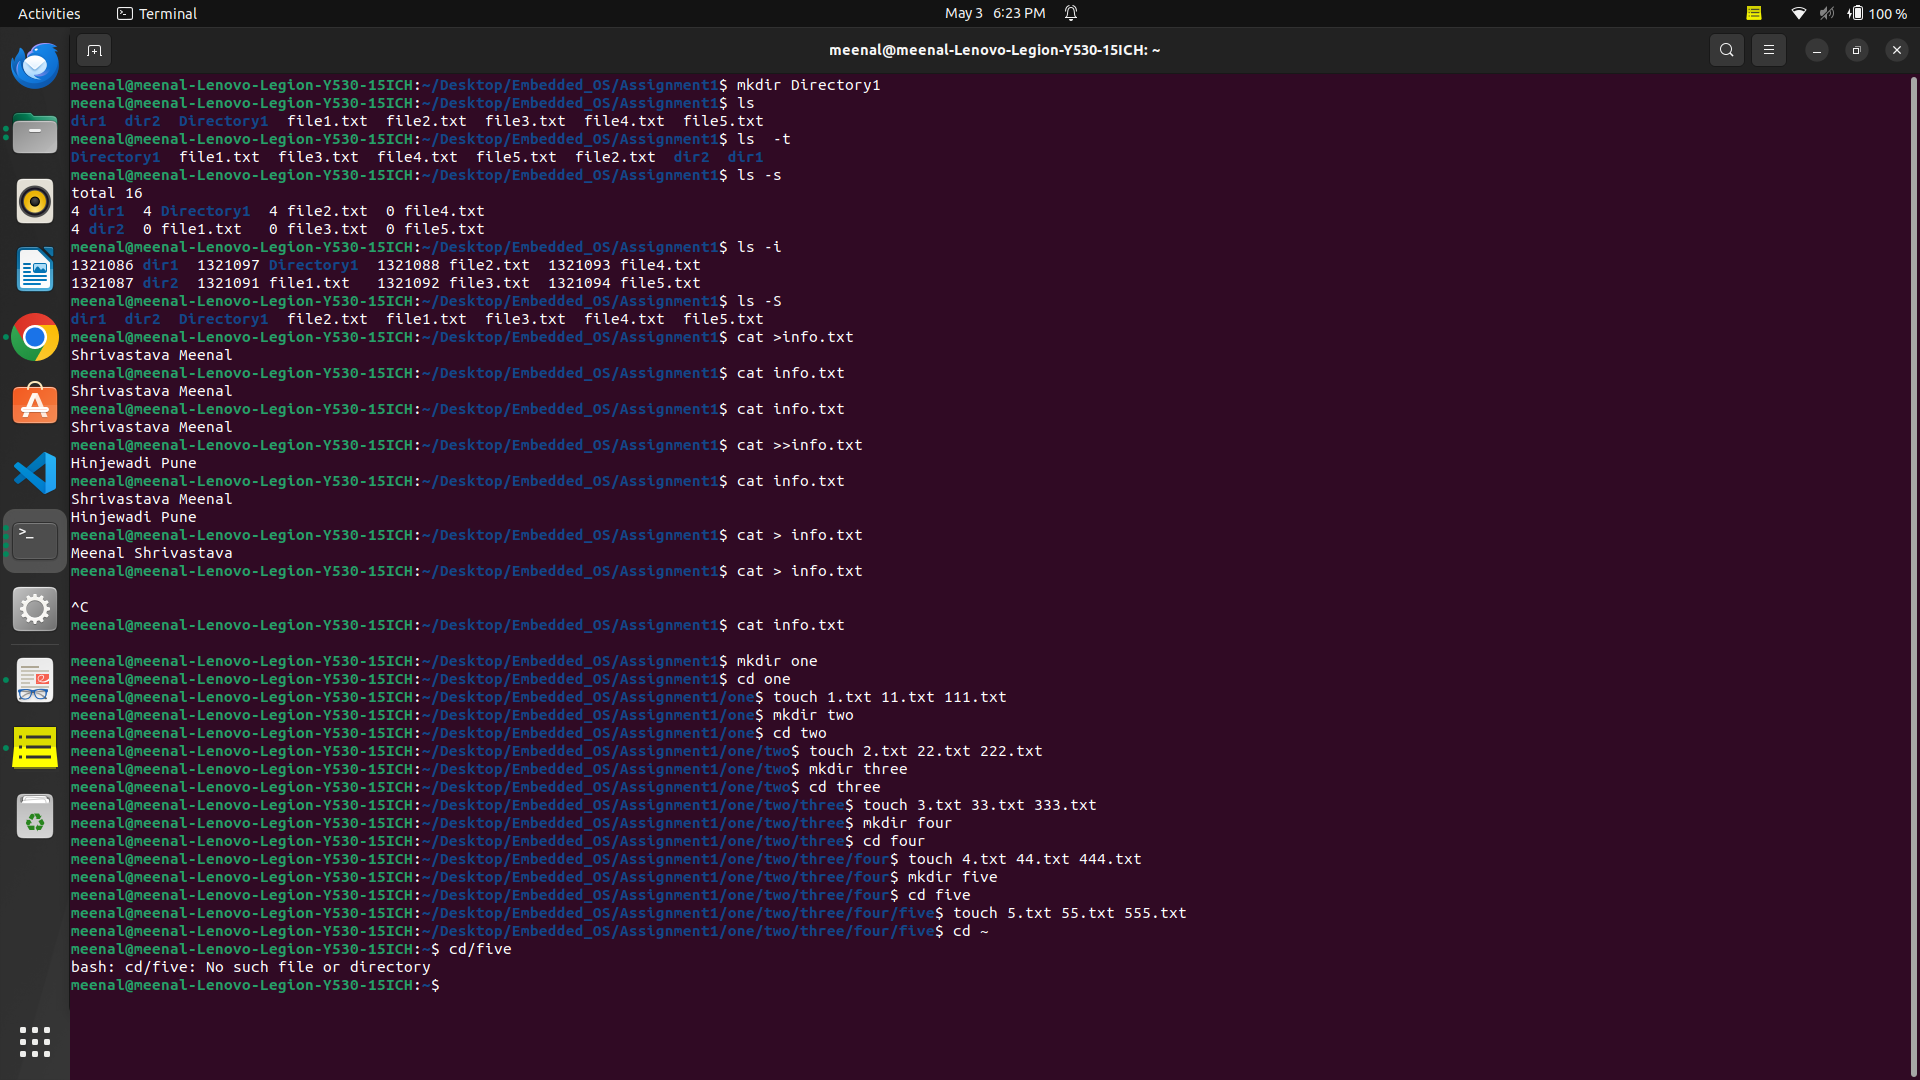 Activities Terminal May 3 6:23 PM 100 %
meenal@meenal-Lenovo-Legion-Y530-15ICH: ~
meenal@meenal-Lenovo-Legion-Y530-15ICH:~/Desktop/Embedded_OS/Assignment1$ mkdir Directory1
meenal@meenal-Lenovo-Legion-Y530-15ICH:~/Desktop/Embedded_OS/Assignment1$ ls
dir1  dir2  Directory1  file1.txt  file2.txt  file3.txt  file4.txt  file5.txt
meenal@meenal-Lenovo-Legion-Y530-15ICH:~/Desktop/Embedded_OS/Assignment1$ ls  -t
Directory1  file1.txt  file3.txt  file4.txt  file5.txt  file2.txt  dir2  dir1
meenal@meenal-Lenovo-Legion-Y530-15ICH:~/Desktop/Embedded_OS/Assignment1$ ls -s
total 16
4 dir1  4 Directory1  4 file2.txt  0 file4.txt
4 dir2  0 file1.txt   0 file3.txt  0 file5.txt
meenal@meenal-Lenovo-Legion-Y530-15ICH:~/Desktop/Embedded_OS/Assignment1$ ls -i
1321086 dir1  1321097 Directory1  1321088 file2.txt  1321093 file4.txt
1321087 dir2  1321091 file1.txt   1321092 file3.txt  1321094 file5.txt
meenal@meenal-Lenovo-Legion-Y530-15ICH:~/Desktop/Embedded_OS/Assignment1$ ls -S
dir1  dir2  Directory1  file2.txt  file1.txt  file3.txt  file4.txt  file5.txt
meenal@meenal-Lenovo-Legion-Y530-15ICH:~/Desktop/Embedded_OS/Assignment1$ cat >info.txt
Shrivastava Meenal
meenal@meenal-Lenovo-Legion-Y530-15ICH:~/Desktop/Embedded_OS/Assignment1$ cat info.txt
Shrivastava Meenal
meenal@meenal-Lenovo-Legion-Y530-15ICH:~/Desktop/Embedded_OS/Assignment1$ cat info.txt
Shrivastava Meenal
meenal@meenal-Lenovo-Legion-Y530-15ICH:~/Desktop/Embedded_OS/Assignment1$ cat >>info.txt
Hinjewadi Pune
meenal@meenal-Lenovo-Legion-Y530-15ICH:~/Desktop/Embedded_OS/Assignment1$ cat info.txt
Shrivastava Meenal
Hinjewadi Pune
meenal@meenal-Lenovo-Legion-Y530-15ICH:~/Desktop/Embedded_OS/Assignment1$ cat > info.txt
Meenal Shrivastava
meenal@meenal-Lenovo-Legion-Y530-15ICH:~/Desktop/Embedded_OS/Assignment1$ cat > info.txt
^C
meenal@meenal-Lenovo-Legion-Y530-15ICH:~/Desktop/Embedded_OS/Assignment1$ cat info.txt
meenal@meenal-Lenovo-Legion-Y530-15ICH:~/Desktop/Embedded_OS/Assignment1$ mkdir one
meenal@meenal-Lenovo-Legion-Y530-15ICH:~/Desktop/Embedded_OS/Assignment1$ cd one
meenal@meenal-Lenovo-Legion-Y530-15ICH:~/Desktop/Embedded_OS/Assignment1/one$ touch 1.txt 11.txt 111.txt
meenal@meenal-Lenovo-Legion-Y530-15ICH:~/Desktop/Embedded_OS/Assignment1/one$ mkdir two
meenal@meenal-Lenovo-Legion-Y530-15ICH:~/Desktop/Embedded_OS/Assignment1/one$ cd two
meenal@meenal-Lenovo-Legion-Y530-15ICH:~/Desktop/Embedded_OS/Assignment1/one/two$ touch 2.txt 22.txt 222.txt
meenal@meenal-Lenovo-Legion-Y530-15ICH:~/Desktop/Embedded_OS/Assignment1/one/two$ mkdir three
meenal@meenal-Lenovo-Legion-Y530-15ICH:~/Desktop/Embedded_OS/Assignment1/one/two$ cd three
meenal@meenal-Lenovo-Legion-Y530-15ICH:~/Desktop/Embedded_OS/Assignment1/one/two/three$ touch 3.txt 33.txt 333.txt
meenal@meenal-Lenovo-Legion-Y530-15ICH:~/Desktop/Embedded_OS/Assignment1/one/two/three$ mkdir four
meenal@meenal-Lenovo-Legion-Y530-15ICH:~/Desktop/Embedded_OS/Assignment1/one/two/three$ cd four
meenal@meenal-Lenovo-Legion-Y530-15ICH:~/Desktop/Embedded_OS/Assignment1/one/two/three/four$ touch 4.txt 44.txt 444.txt
meenal@meenal-Lenovo-Legion-Y530-15ICH:~/Desktop/Embedded_OS/Assignment1/one/two/three/four$ mkdir five
meenal@meenal-Lenovo-Legion-Y530-15ICH:~/Desktop/Embedded_OS/Assignment1/one/two/three/four$ cd five
meenal@meenal-Lenovo-Legion-Y530-15ICH:~/Desktop/Embedded_OS/Assignment1/one/two/three/four/five$ touch 5.txt 55.txt 555.txt
meenal@meenal-Lenovo-Legion-Y530-15ICH:~/Desktop/Embedded_OS/Assignment1/one/two/three/four/five$ cd ~
meenal@meenal-Lenovo-Legion-Y530-15ICH:~$ cd/five
bash: cd/five: No such file or directory
meenal@meenal-Lenovo-Legion-Y530-15ICH:~$